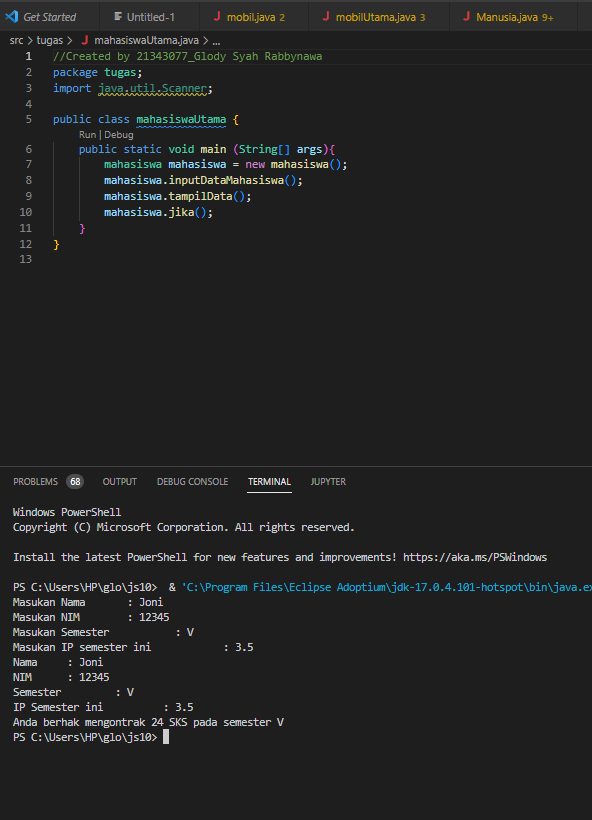 Get Started Untitled-1 mobil.java 2 mobilUtama.java 3 Manusia.java 9+
src > tugas > mahasiswaUtama.java > ...
1 //Created by 21343077_Glody Syah Rabbynawa
2 package tugas;
3 import java.util.Scanner;
4
5 public class mahasiswaUtama {
Run | Debug
6 public static void main (String[] args){
7 mahasiswa mahasiswa = new mahasiswa();
8 mahasiswa.inputDataMahasiswa();
9 mahasiswa.tampilData();
10 mahasiswa.jika();
11 }
12 }
13
PROBLEMS 68 OUTPUT DEBUG CONSOLE TERMINAL JUPYTER
Windows PowerShell
Copyright (C) Microsoft Corporation. All rights reserved.
Install the latest PowerShell for new features and improvements! https://aka.ms/PSWindows
PS C:\Users\HP\glo\js10> & 'C:\Program Files\Eclipse Adoptium\jdk-17.0.4.101-hotspot\bin\java.ex
Masukan Nama : Joni
Masukan NIM : 12345
Masukan Semester : V
Masukan IP semester ini : 3.5
Nama : Joni
NIM : 12345
Semester : V
IP Semester ini : 3.5
Anda berhak mengontrak 24 SKS pada semester V
PS C:\Users\HP\glo\js10>